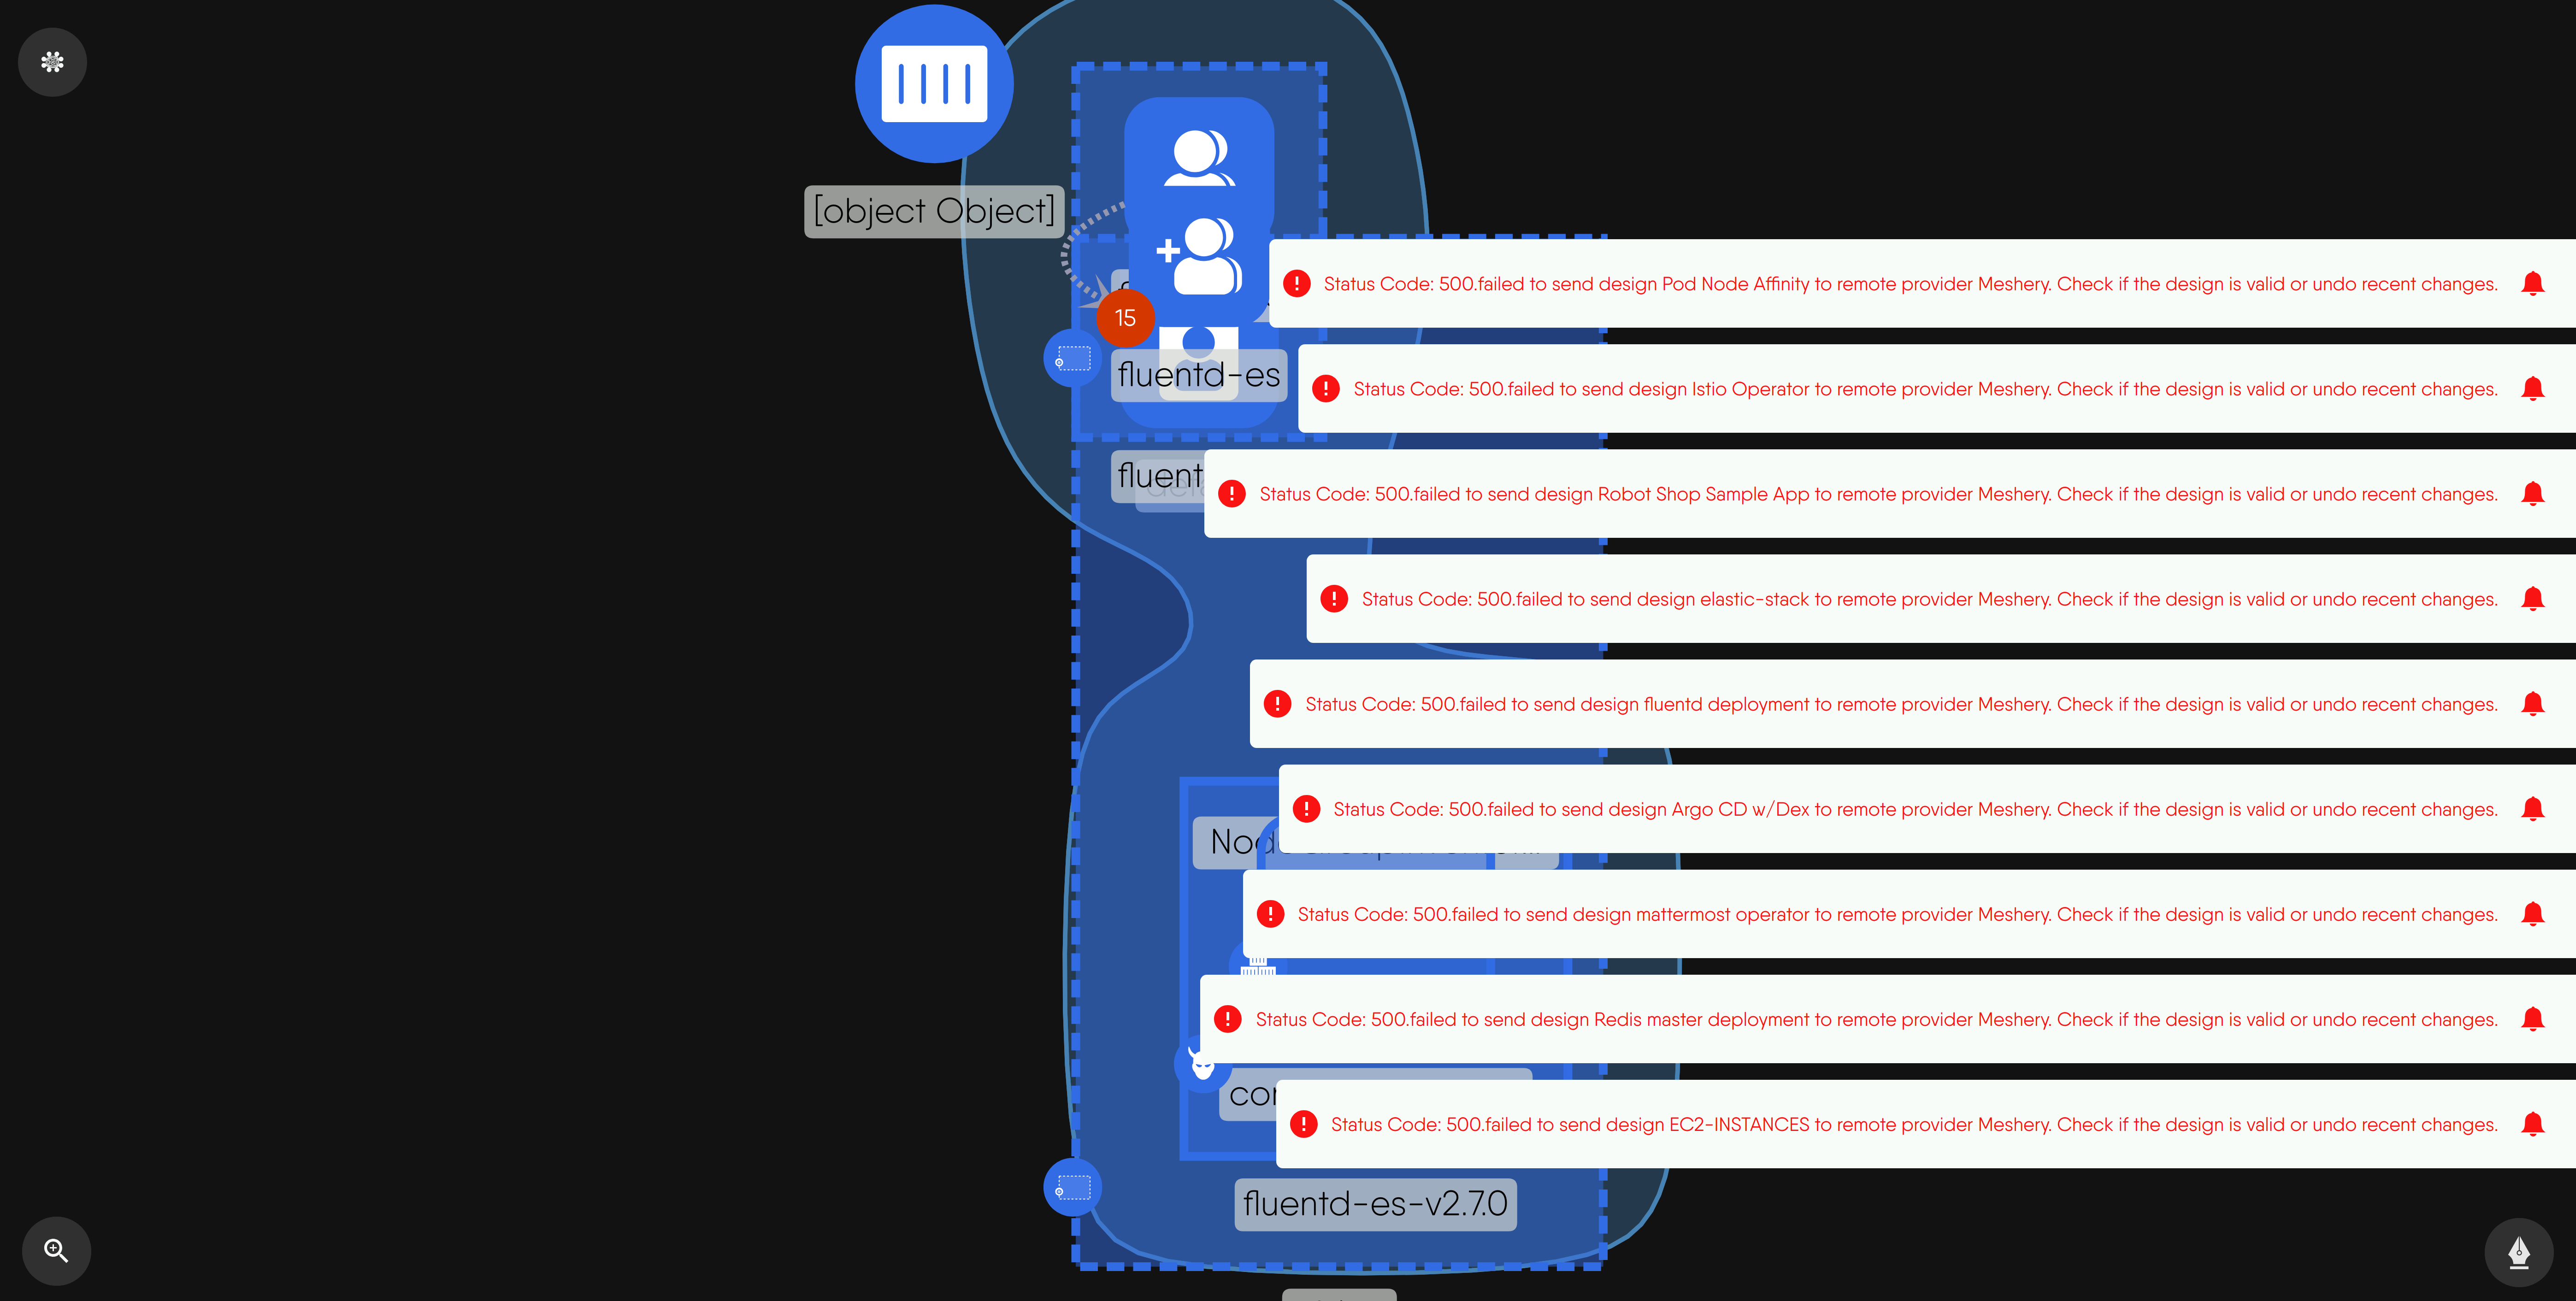 [object Object]
Status Code: 500.failed to send design Pod Node Affinity to remote provider Meshery. Check if the design is valid or undo recent changes.
15
fluentd-es
Status Code: 500.failed to send design Istio Operator to remote provider Meshery. Check if the design is valid or undo recent changes.
fluent
Status Code: 500.failed to send design Robot Shop Sample App to remote provider Meshery. Check if the design is valid or undo recent changes.
Status Code: 500.failed to send design elastic-stack to remote provider Meshery. Check if the design is valid or undo recent changes.
Status Code: 500.failed to send design fluentd deployment to remote provider Meshery. Check if the design is valid or undo recent changes.
Status Code: 500.failed to send design Argo CD w/Dex to remote provider Meshery. Check if the design is valid or undo recent changes.
Status Code: 500.failed to send design mattermost operator to remote provider Meshery. Check if the design is valid or undo recent changes.
Status Code: 500.failed to send design Redis master deployment to remote provider Meshery. Check if the design is valid or undo recent changes.
Status Code: 500.failed to send design EC2-INSTANCES to remote provider Meshery. Check if the design is valid or undo recent changes.
fluentd-es-v2.7.0